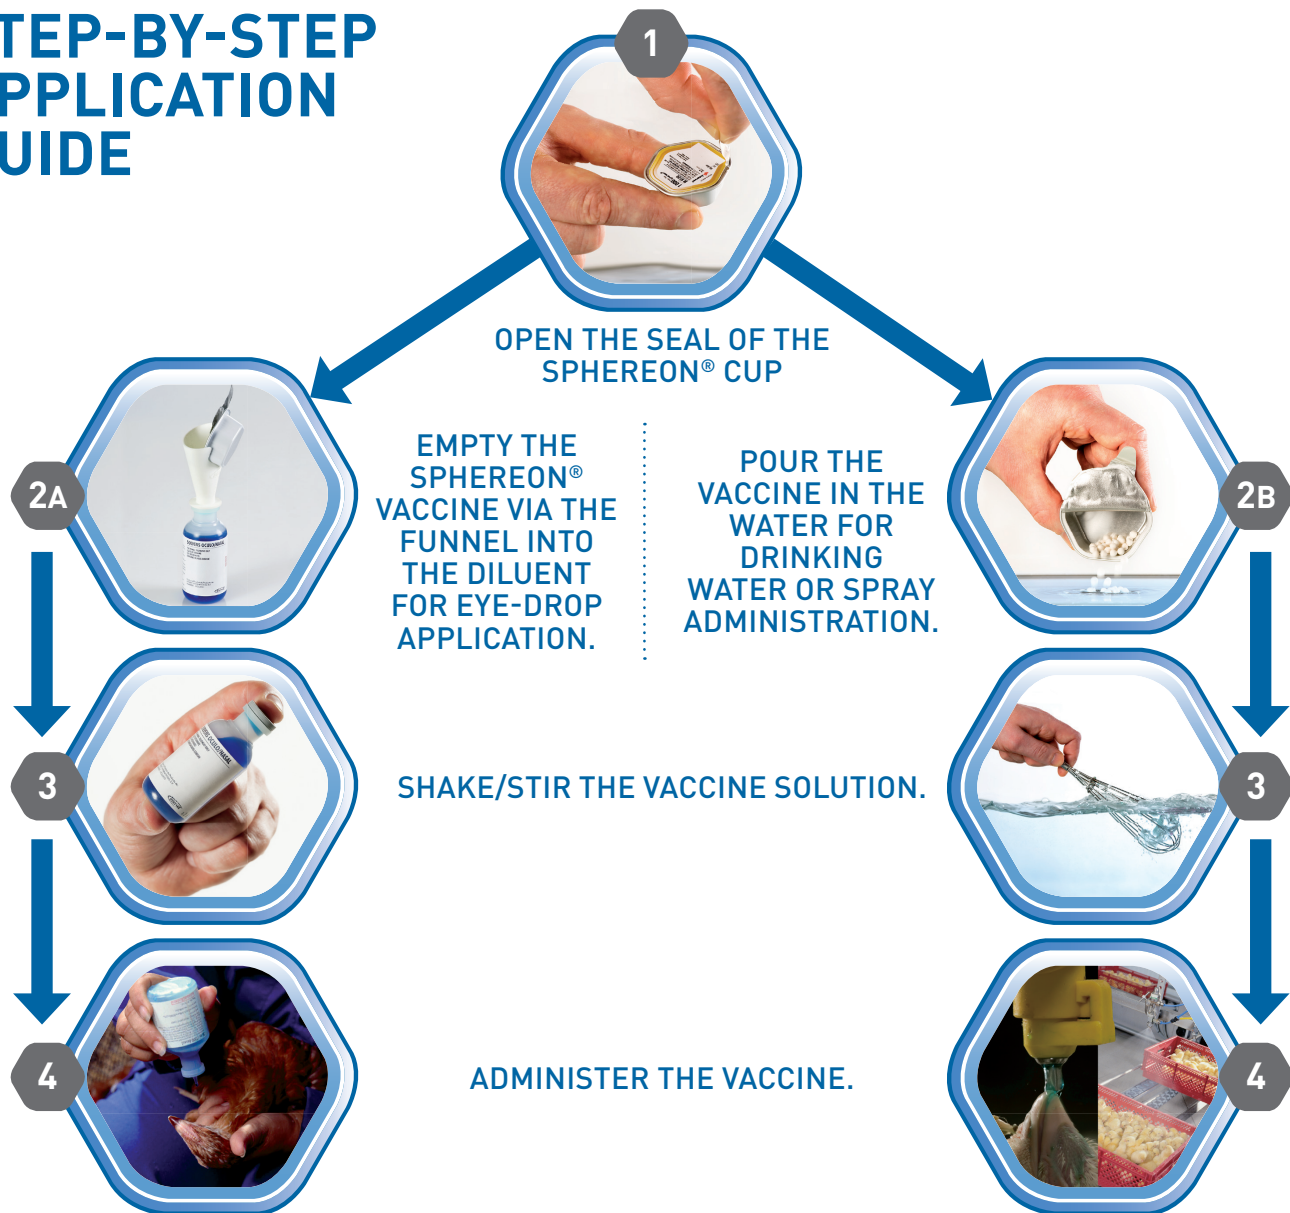 TEP-BY-STEP
PPLICATION
UIDE
1
OPEN THE SEAL OF THE
SPHEREON® CUP
2A
EMPTY THE
SPHEREON®
VACCINE VIA THE
FUNNEL INTO
THE DILUENT
FOR EYE-DROP
APPLICATION.
POUR THE
VACCINE IN THE
WATER FOR
DRINKING
WATER OR SPRAY
ADMINISTRATION.
2B
3
SHAKE/STIR THE VACCINE SOLUTION.
3
4
ADMINISTER THE VACCINE.
4